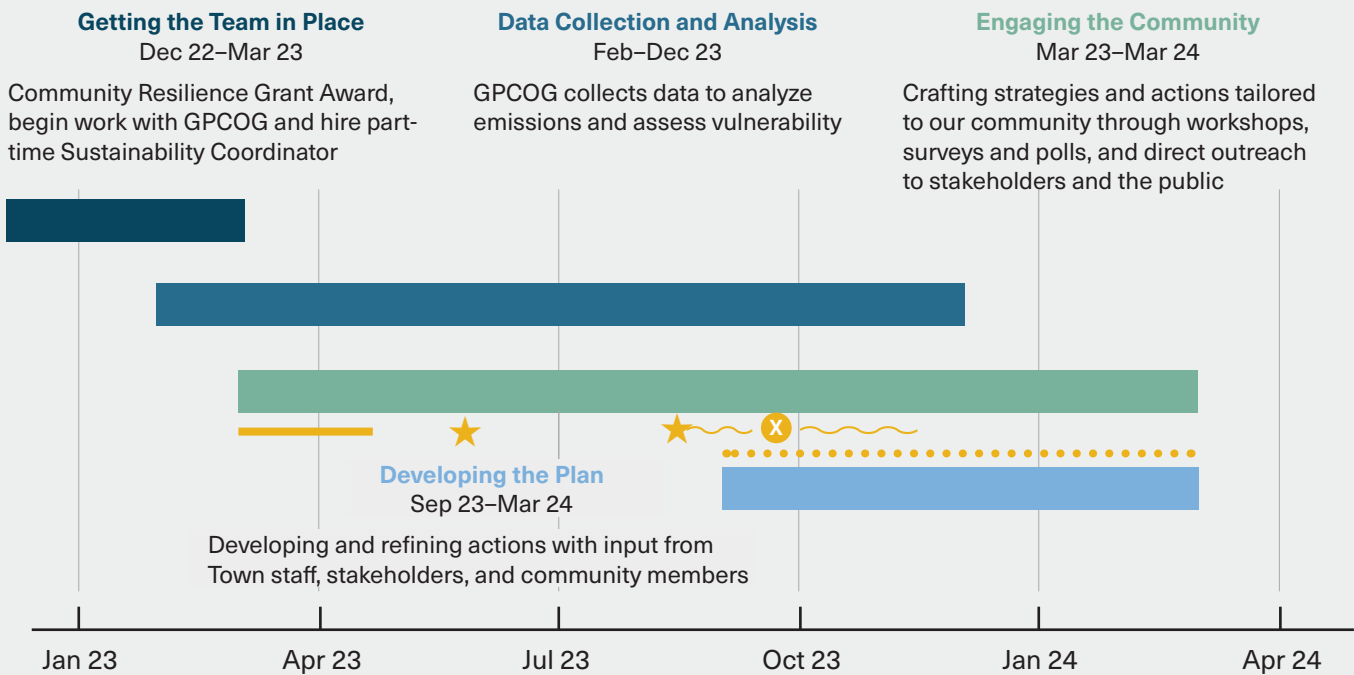 Getting the Team in Place
Dec 22–Mar 23
Community Resilience Grant Award,
begin work with GPCOG and hire part-
time Sustainability Coordinator
Data Collection and Analysis
Feb–Dec 23
GPCOG collects data to analyze
emissions and assess vulnerability
Engaging the Community
Mar 23–Mar 24
Crafting strategies and actions tailored
to our community through workshops,
surveys and polls, and direct outreach
to stakeholders and the public
X
Developing the Plan
Sep 23–Mar 24
Developing and refining actions with input from
Town staff, stakeholders, and community members
Jan 23
Apr 23
Jul 23
Oct 23
Jan 24
Apr 24